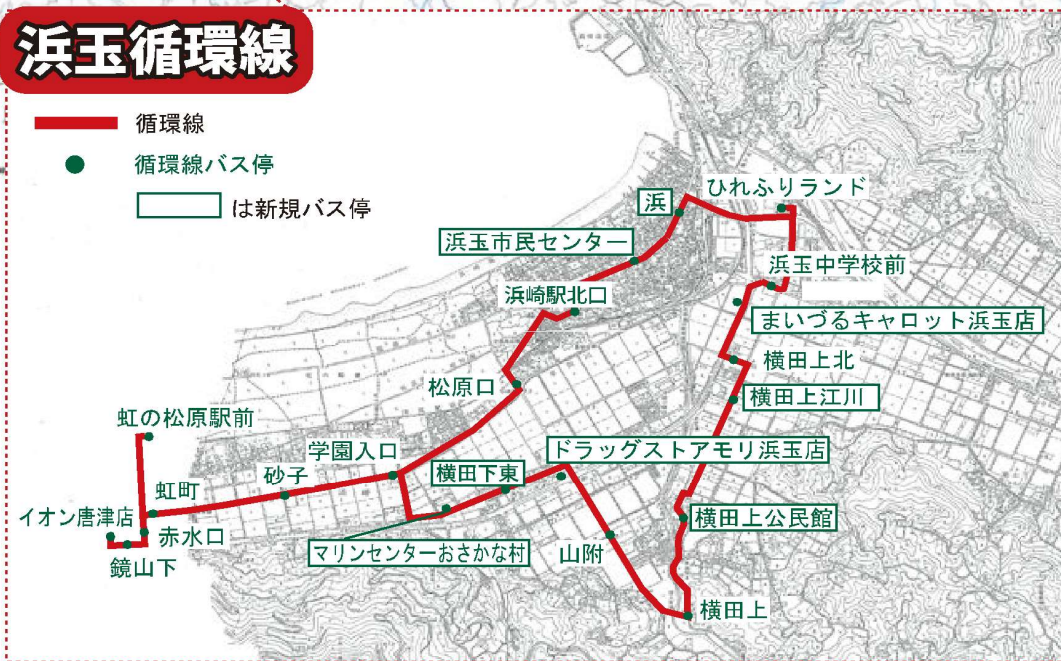 浜玉循環線
循環線
循環線バス停
は新規バス停
ひれふりランド
浜
浜玉市民センター
浜玉中学校前
浜崎駅北口
まいづるキャロット浜玉店
横田上北
松原口
横田上江川
虹の松原駅前
学園入口
ドラッグストアモリ浜玉店
砂子
横田下東
虹町
イオン唐津店
赤水口
横田上公民館
マリンセンターおさかな村
山附
鏡山下
横田上